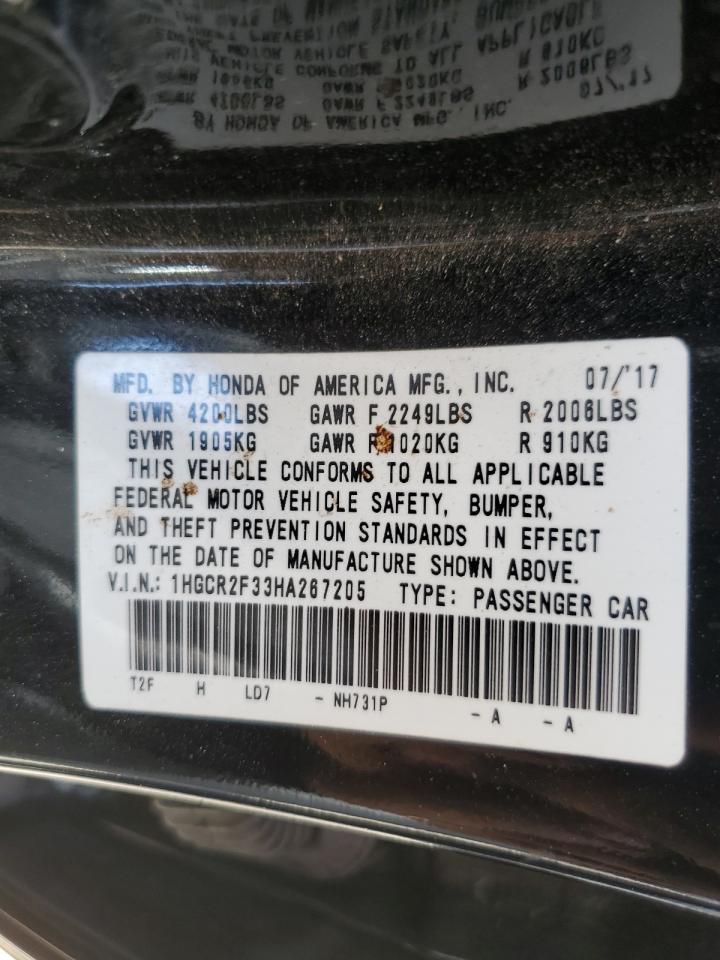 MFD. BY HONDA OF AMERICA MFG., INC. 07/'17
GVWR 4200LBS GAWR F 2249LBS R 2006LBS
GVWR 1905KG GAWR F 1020KG R 910KG
THIS VEHICLE CONFORMS TO ALL APPLICABLE
FEDERAL MOTOR VEHICLE SAFETY, BUMPER,
AND THEFT PREVENTION STANDARDS IN EFFECT
ON THE DATE OF MANUFACTURE SHOWN ABOVE.
V.I.N.: 1HGCR2F33HA267205 TYPE: PASSENGER CAR
T2F H LD7 - NH731P - A - A